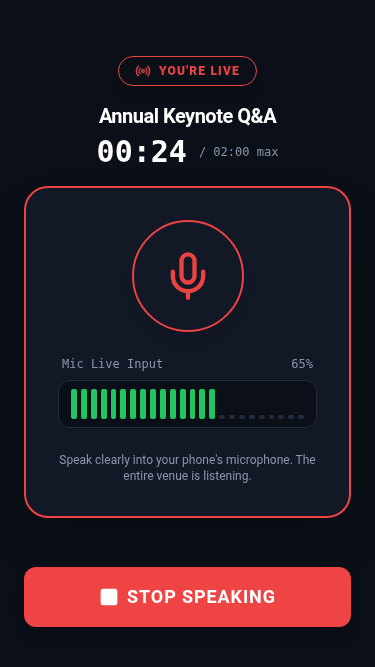 YOU'RE LIVE
Annual Keynote Q&A
00:24 / 02:00 max
Mic Live Input 65%
Speak clearly into your phone's microphone. The
entire venue is listening.
STOP SPEAKING